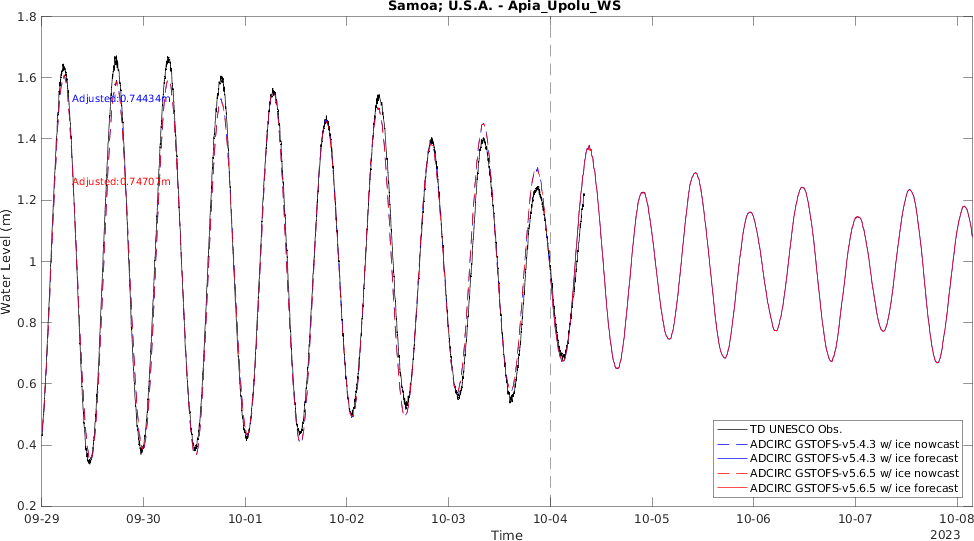 Samoa; U.S.A. - Apia_Upolu_WS
1.8
1.6
1.4
1.2
1
0.8
0.6
0.4
0.2
Water Level (m)
Adjusted:0.74434m
Adjusted:0.74707m
TD UNESCO Obs.
ADCIRC GSTOFS-v5.4.3 w/ ice nowcast
ADCIRC GSTOFS-v5.4.3 w/ ice forecast
ADCIRC GSTOFS-v5.6.5 w/ ice nowcast
ADCIRC GSTOFS-v5.6.5 w/ ice forecast
09-29 09-30 10-01 10-02 10-03 10-04 10-05 10-06 10-07 10-08
Time
2023